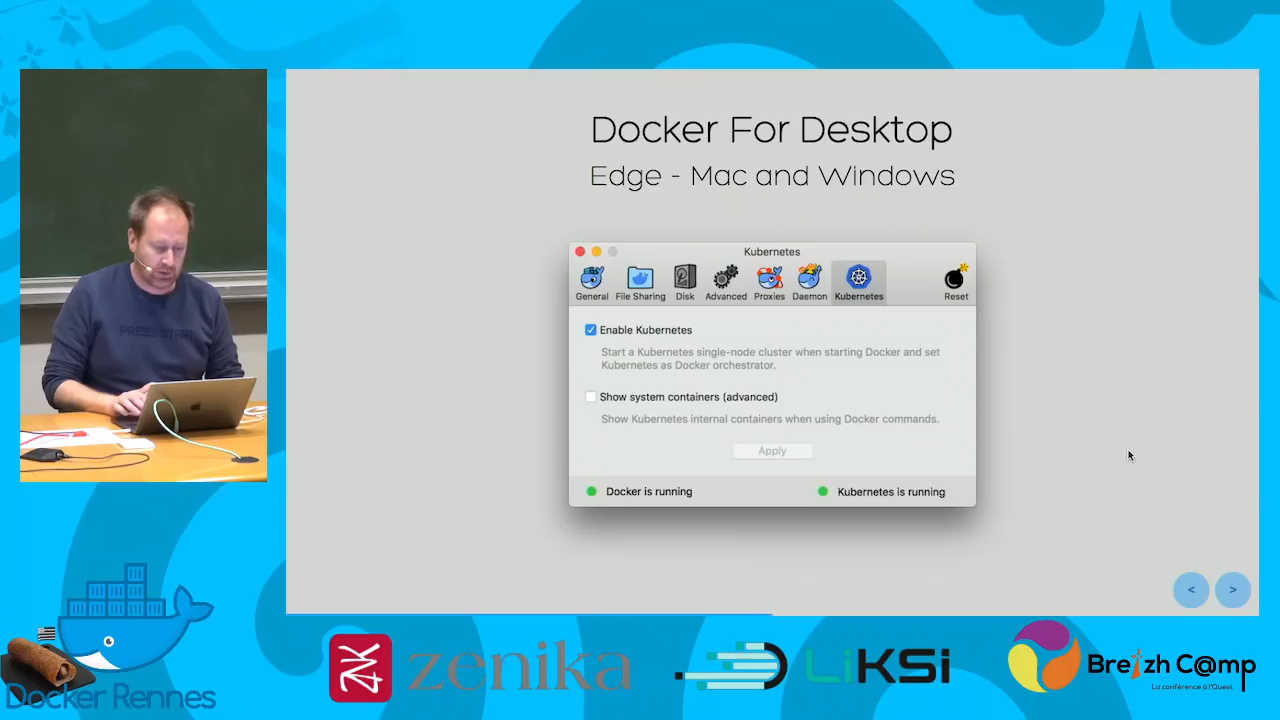 Docker For Desktop
Edge - Mac and Windows
Kubernetes
General
File Sharing
Disk
Advanced
Proxies
Daemon
Kubernetes
Reset
Enable Kubernetes
Start a Kubernetes single-node cluster when starting Docker and set
Kubernetes as Docker orchestrator.
Show system containers (advanced)
Show Kubernetes internal containers when using Docker commands.
Apply
Docker is running
Kubernetes is running
PRESS START
<
>
Docker Rennes
zenika
LiKSi
Breizh C@mp
La conférence à l'Ouest.